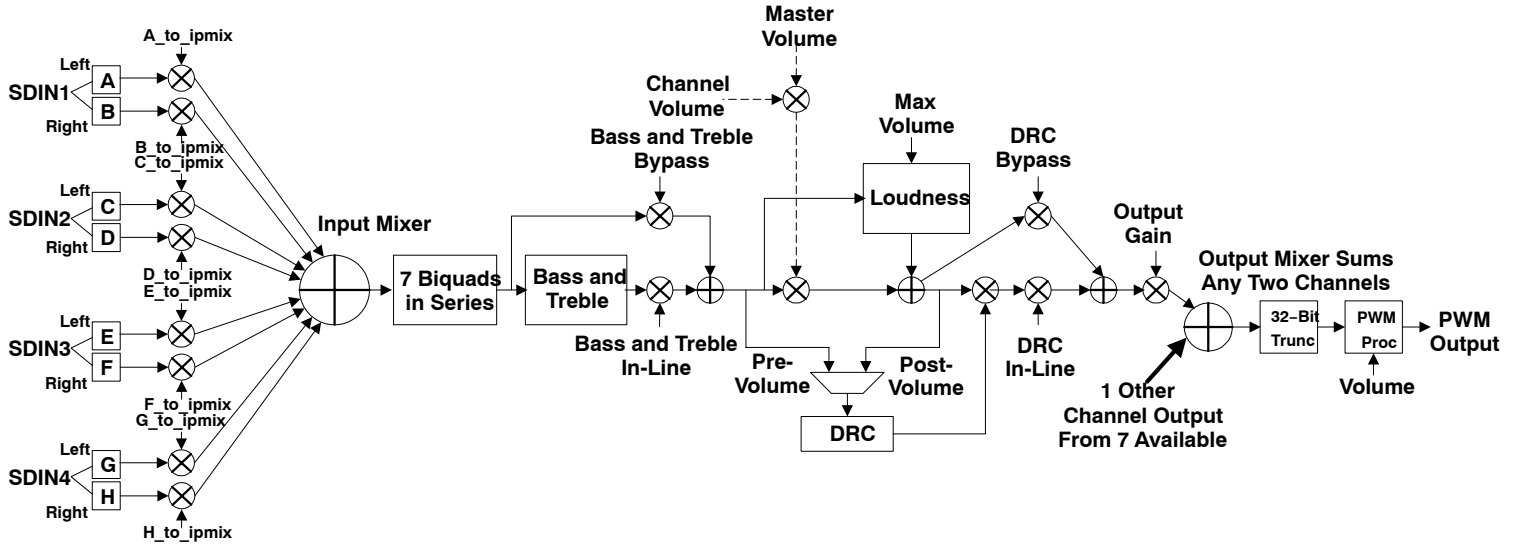 A_to_ipmix
Left
A
SDIN1
B
Right
B_to_ipmix
C_to_ipmix
Left
C
SDIN2
D
Right
D_to_ipmix
E_to_ipmix
Left
E
SDIN3
F
Right
F_to_ipmix
G_to_ipmix
Left
G
SDIN4
H
Right
H_to_ipmix
Input Mixer
7 Biquads
in Series
Bass and Treble
Bypass
Bass and
Treble
Bass and Treble
In-Line
Master
Volume
Channel
Volume
Max
Volume
Loudness
Pre-
Volume
Post-
Volume
DRC
DRC
Bypass
DRC
In-Line
Output
Gain
Output Mixer Sums
Any Two Channels
1 Other
Channel Output
From 7 Available
32−Bit
Trunc
PWM
Proc
Volume
PWM
Output